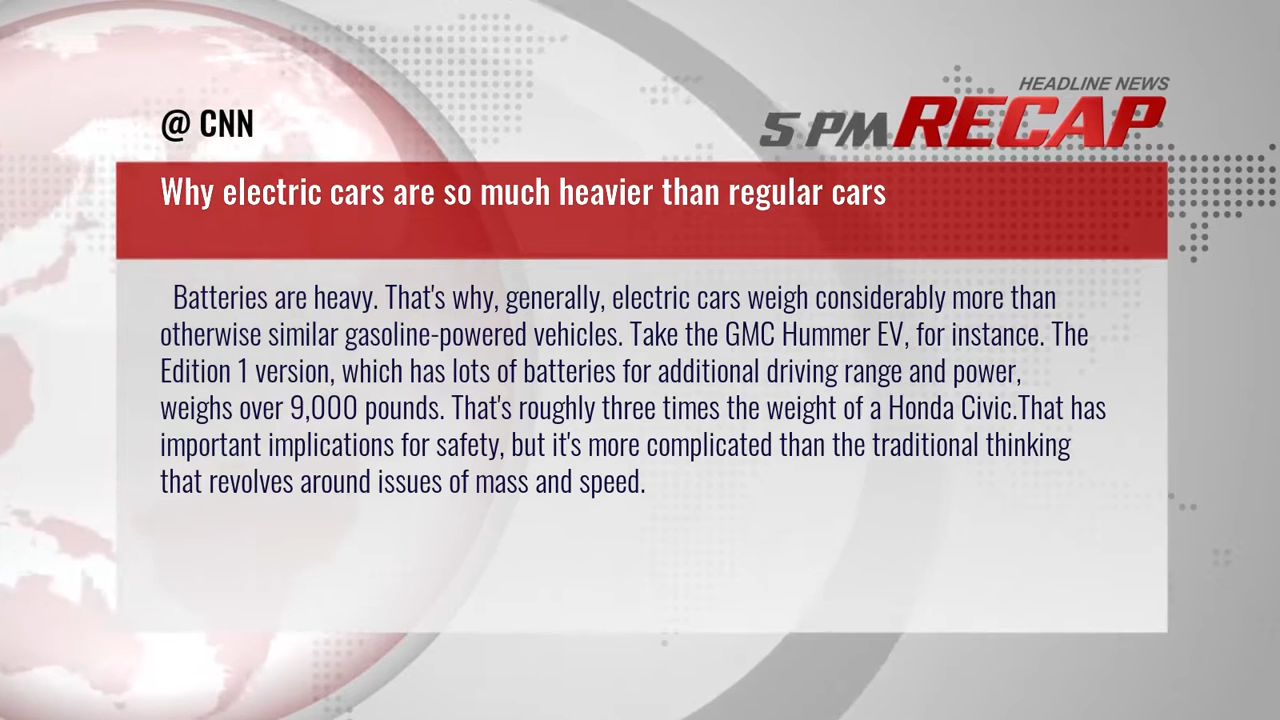 HEADLINE NEWS
@ CNN
5 PM RECAP
Why electric cars are so much heavier than regular cars
Batteries are heavy. That's why, generally, electric cars weigh considerably more than
otherwise similar gasoline-powered vehicles. Take the GMC Hummer EV, for instance. The
Edition 1 version, which has lots of batteries for additional driving range and power,
weighs over 9,000 pounds. That's roughly three times the weight of a Honda Civic.That has
important implications for safety, but it's more complicated than the traditional thinking
that revolves around issues of mass and speed.